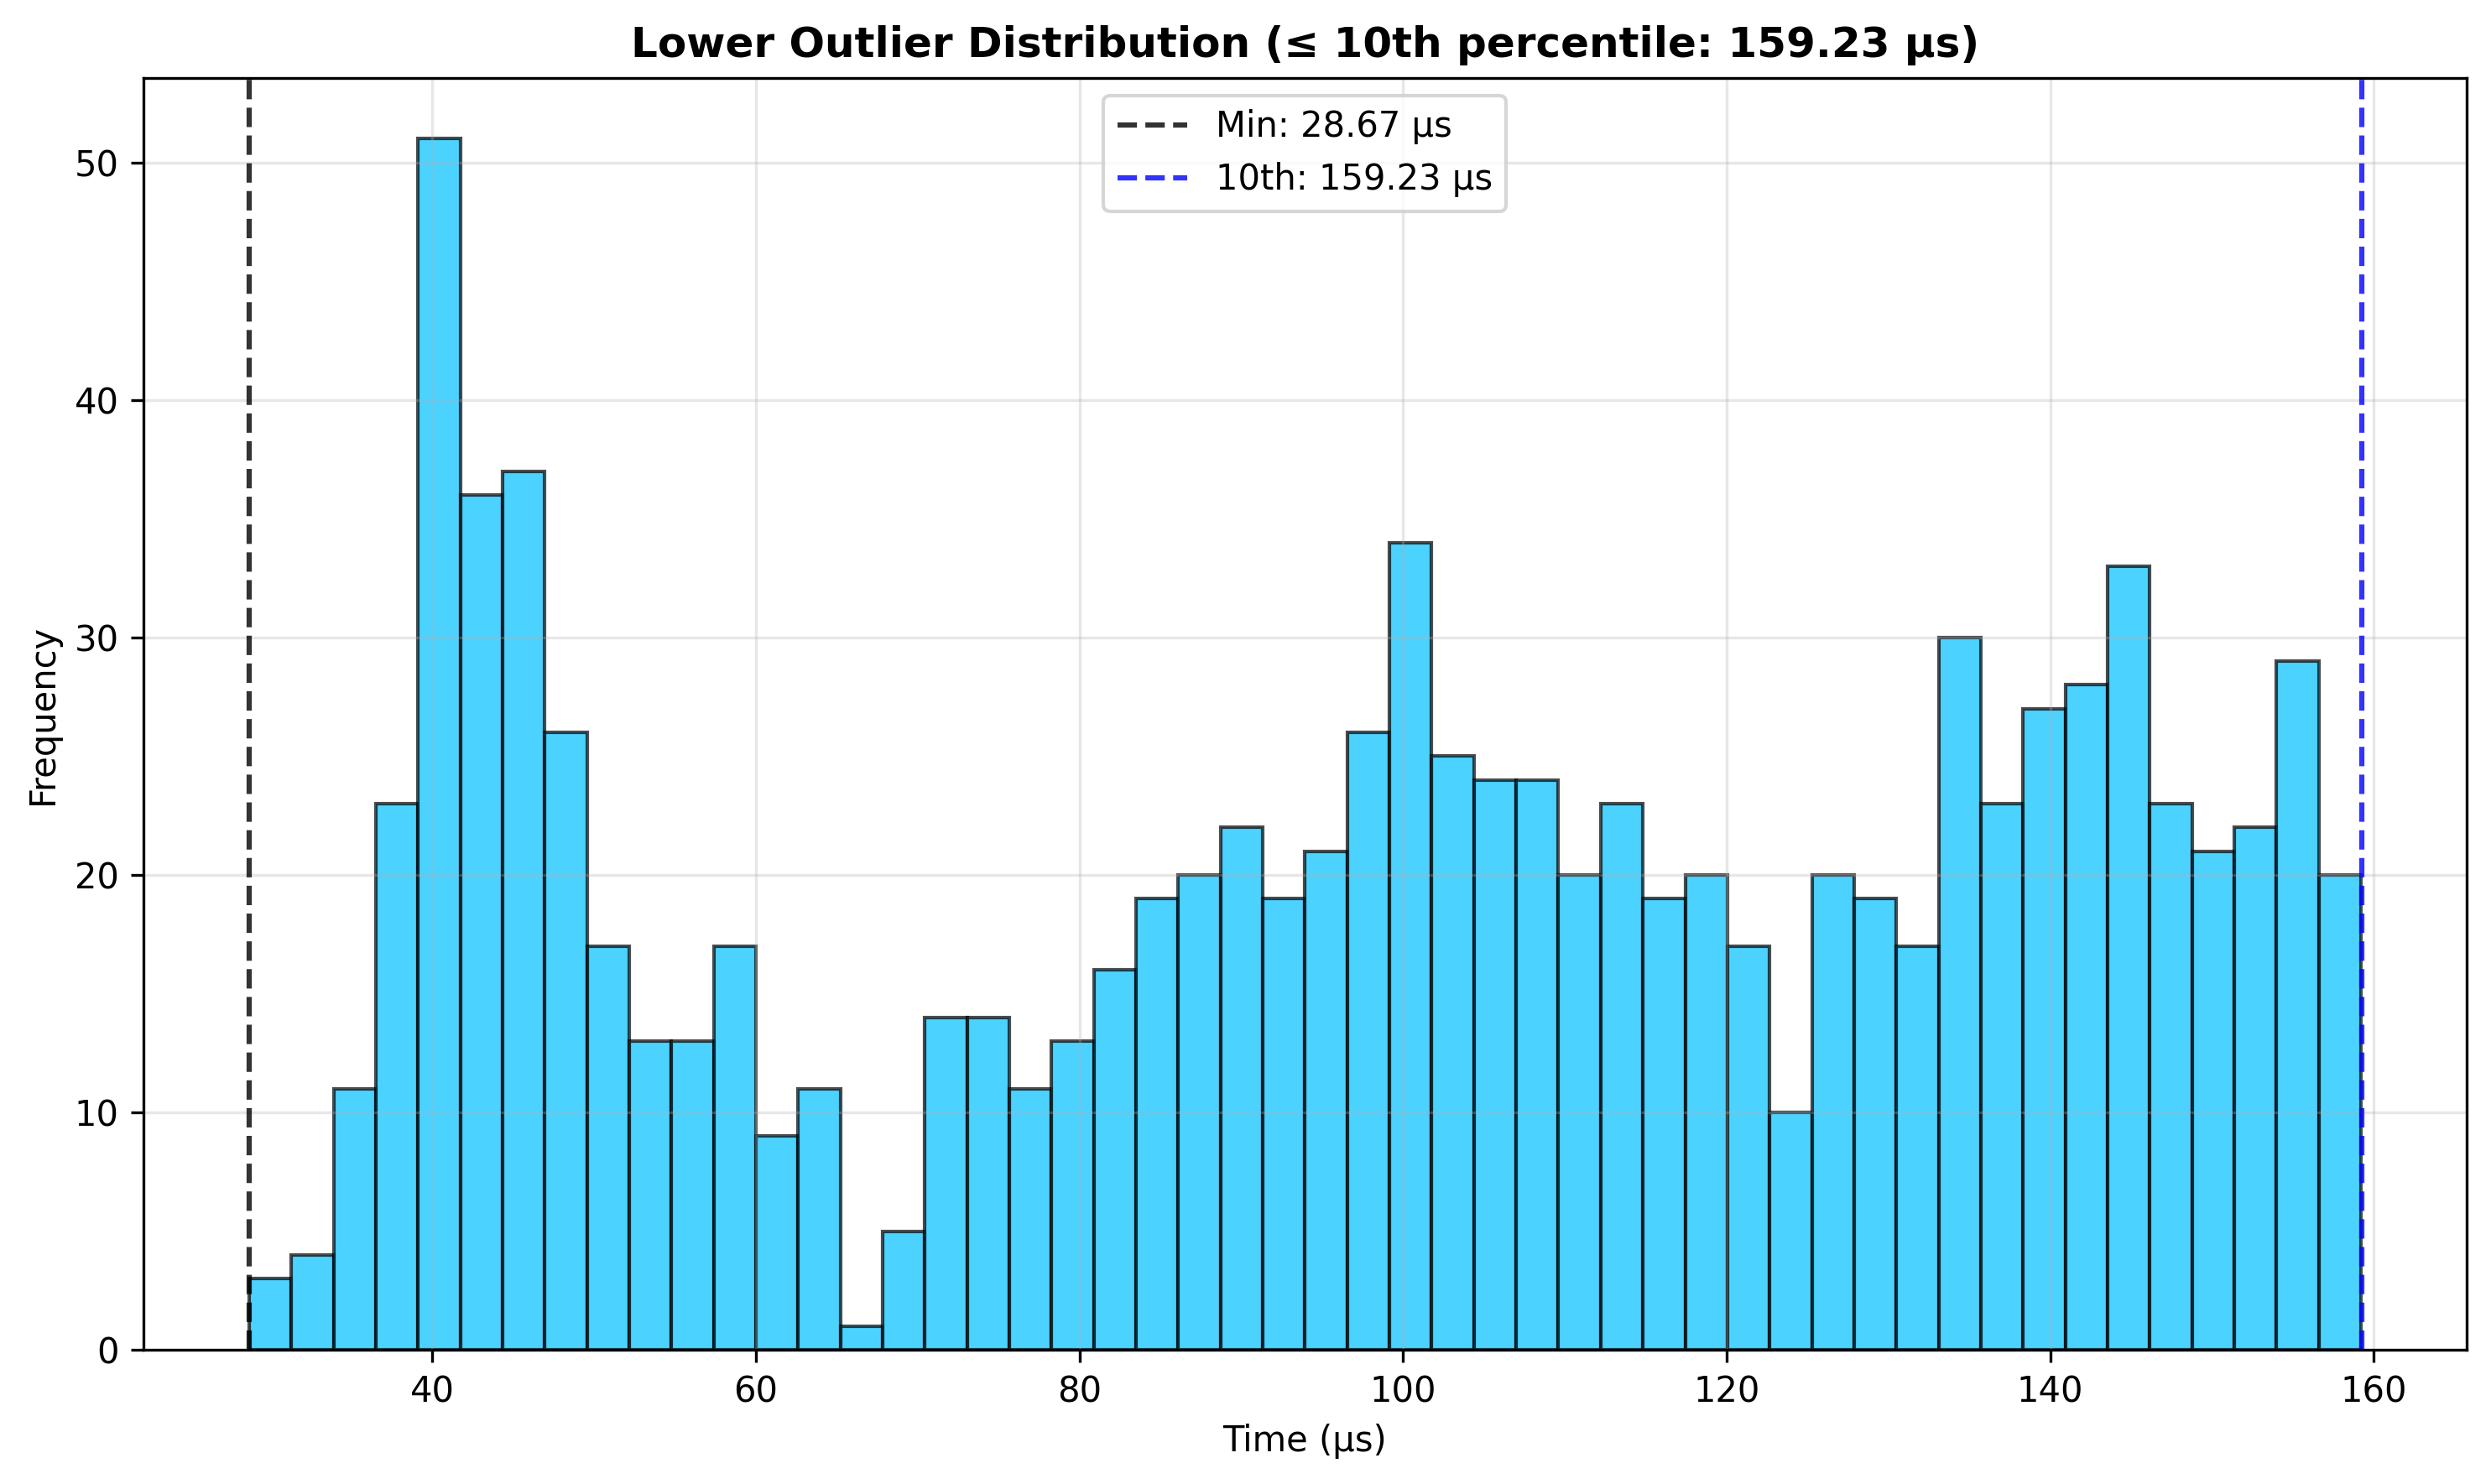 Lower Outlier Distribution (≤ 10th percentile: 159.23 µs)
Min: 28.67 µs
10th: 159.23 µs
Frequency
50
40
30
20
10
0
40 60 80 100 120 140 160
Time (µs)